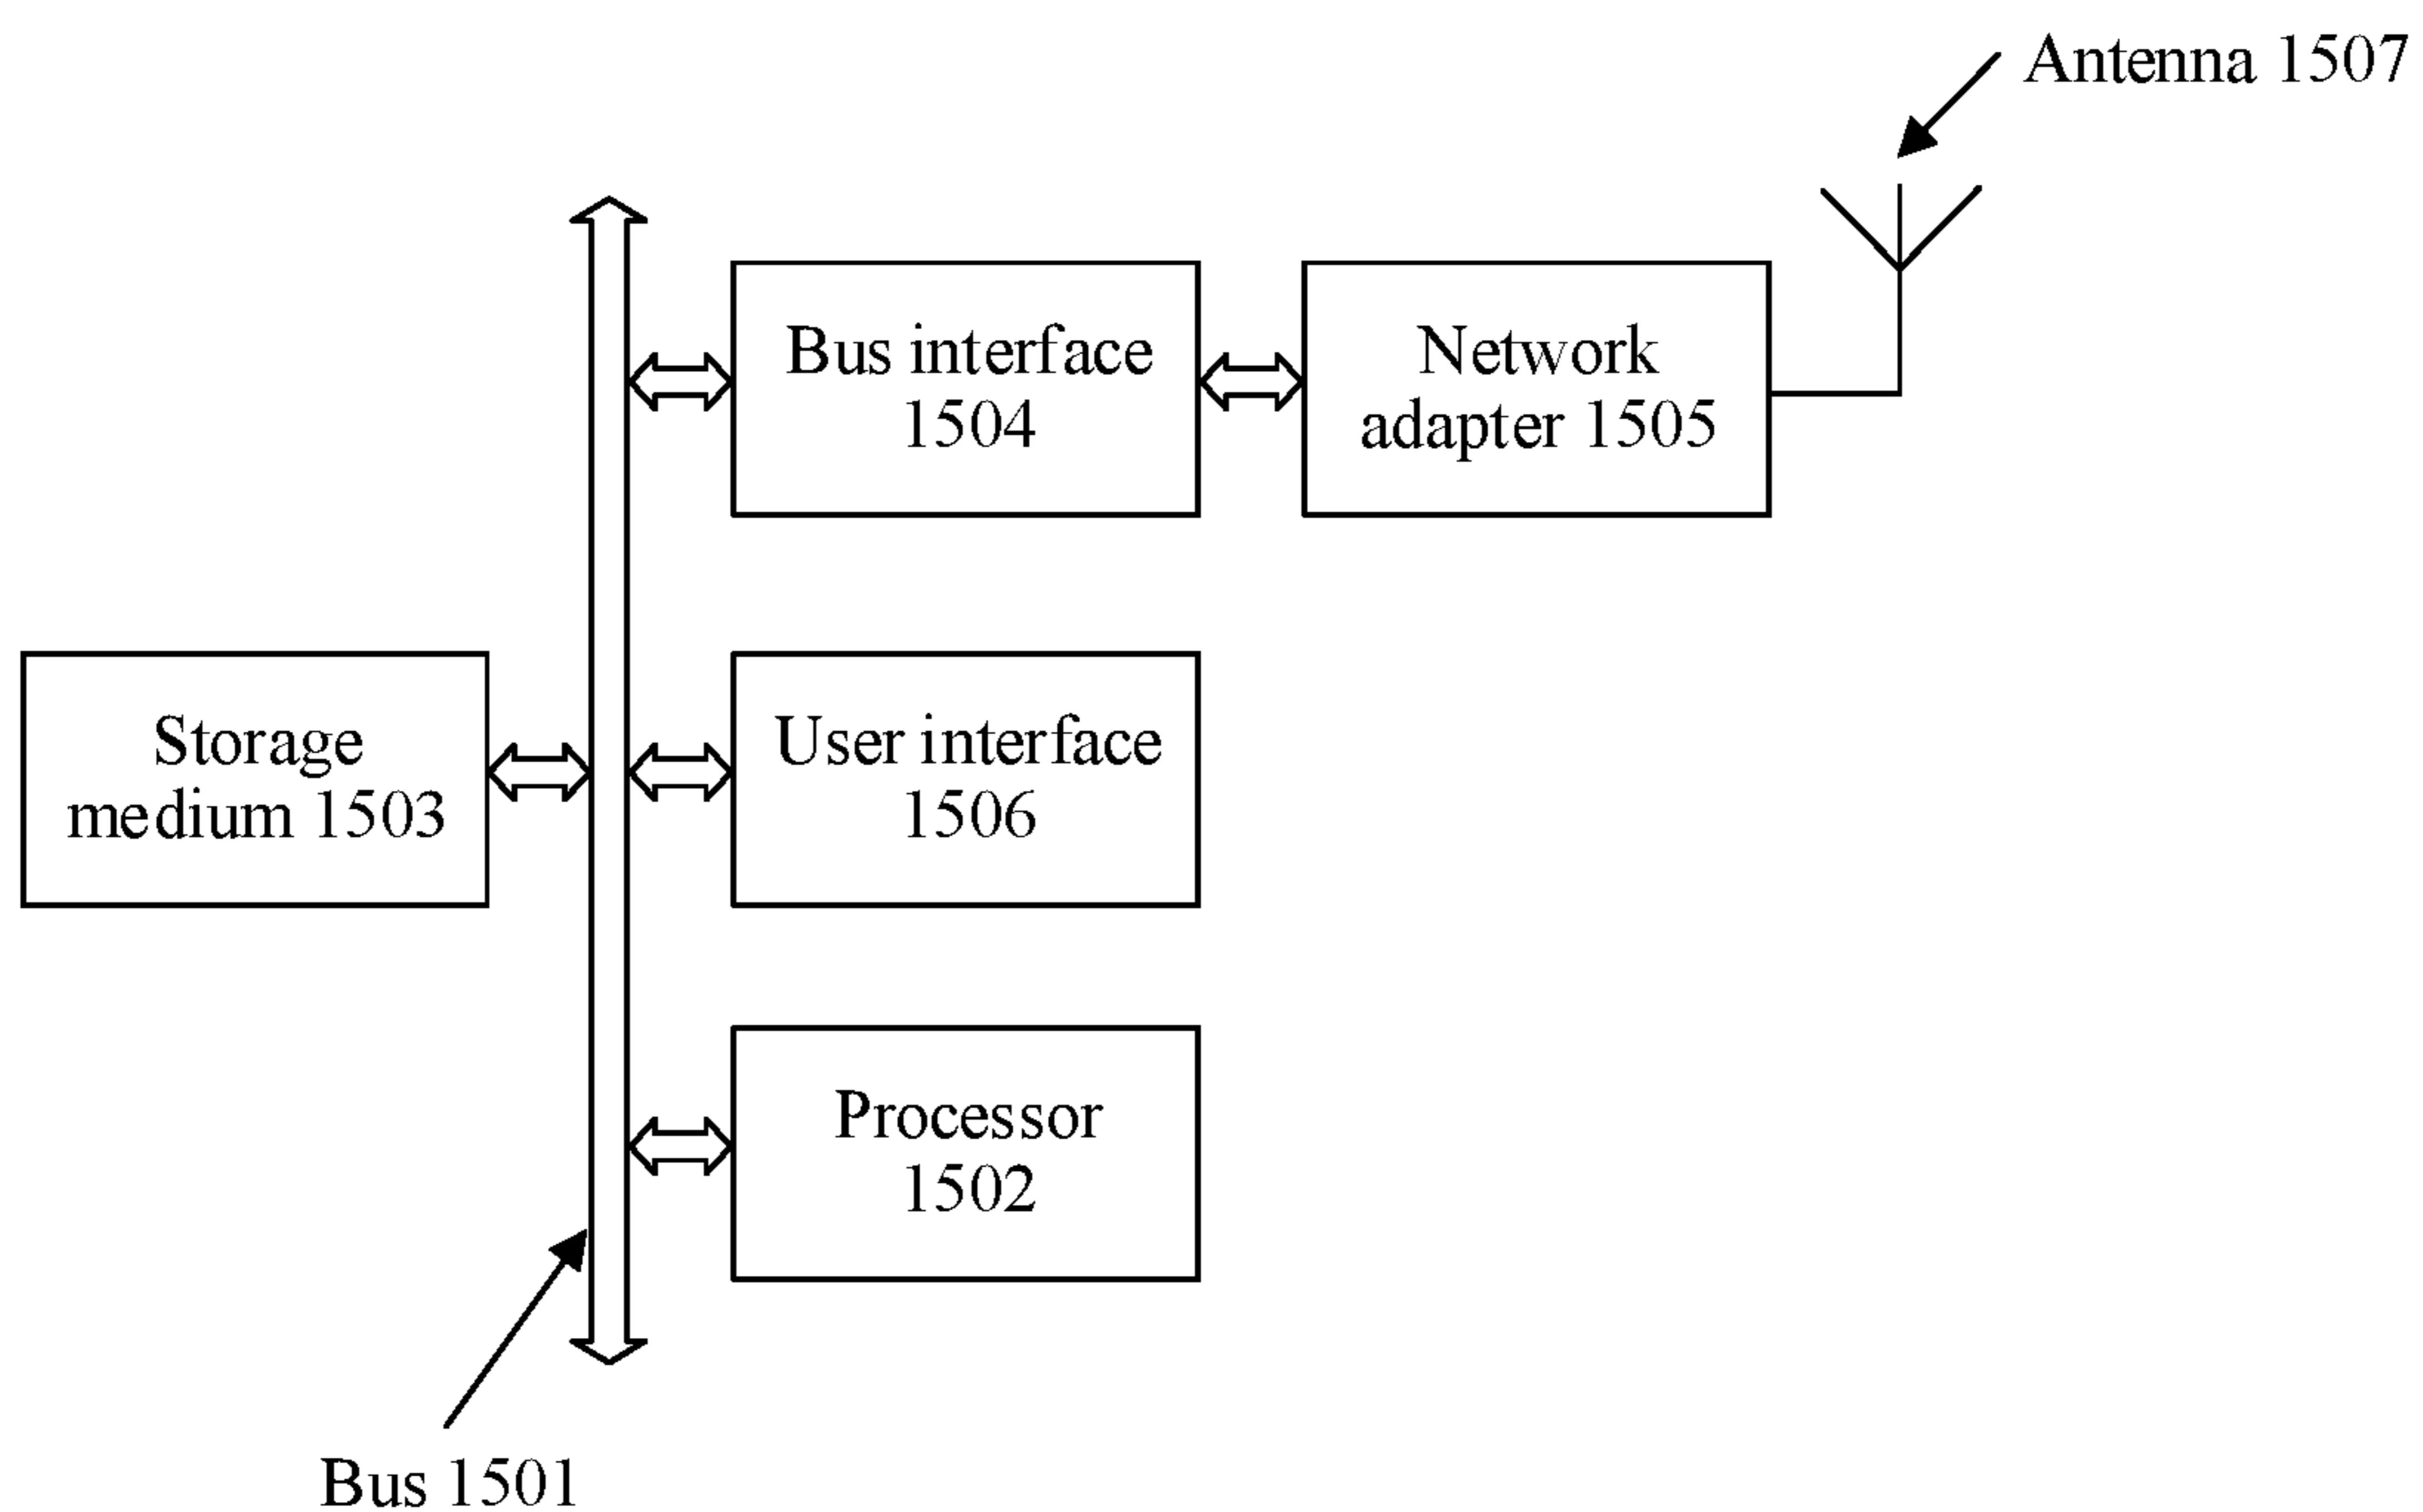 Antenna 1507
Bus interface
1504
Network
adapter 1505
Storage
medium 1503
User interface
1506
Processor
1502
Bus 1501